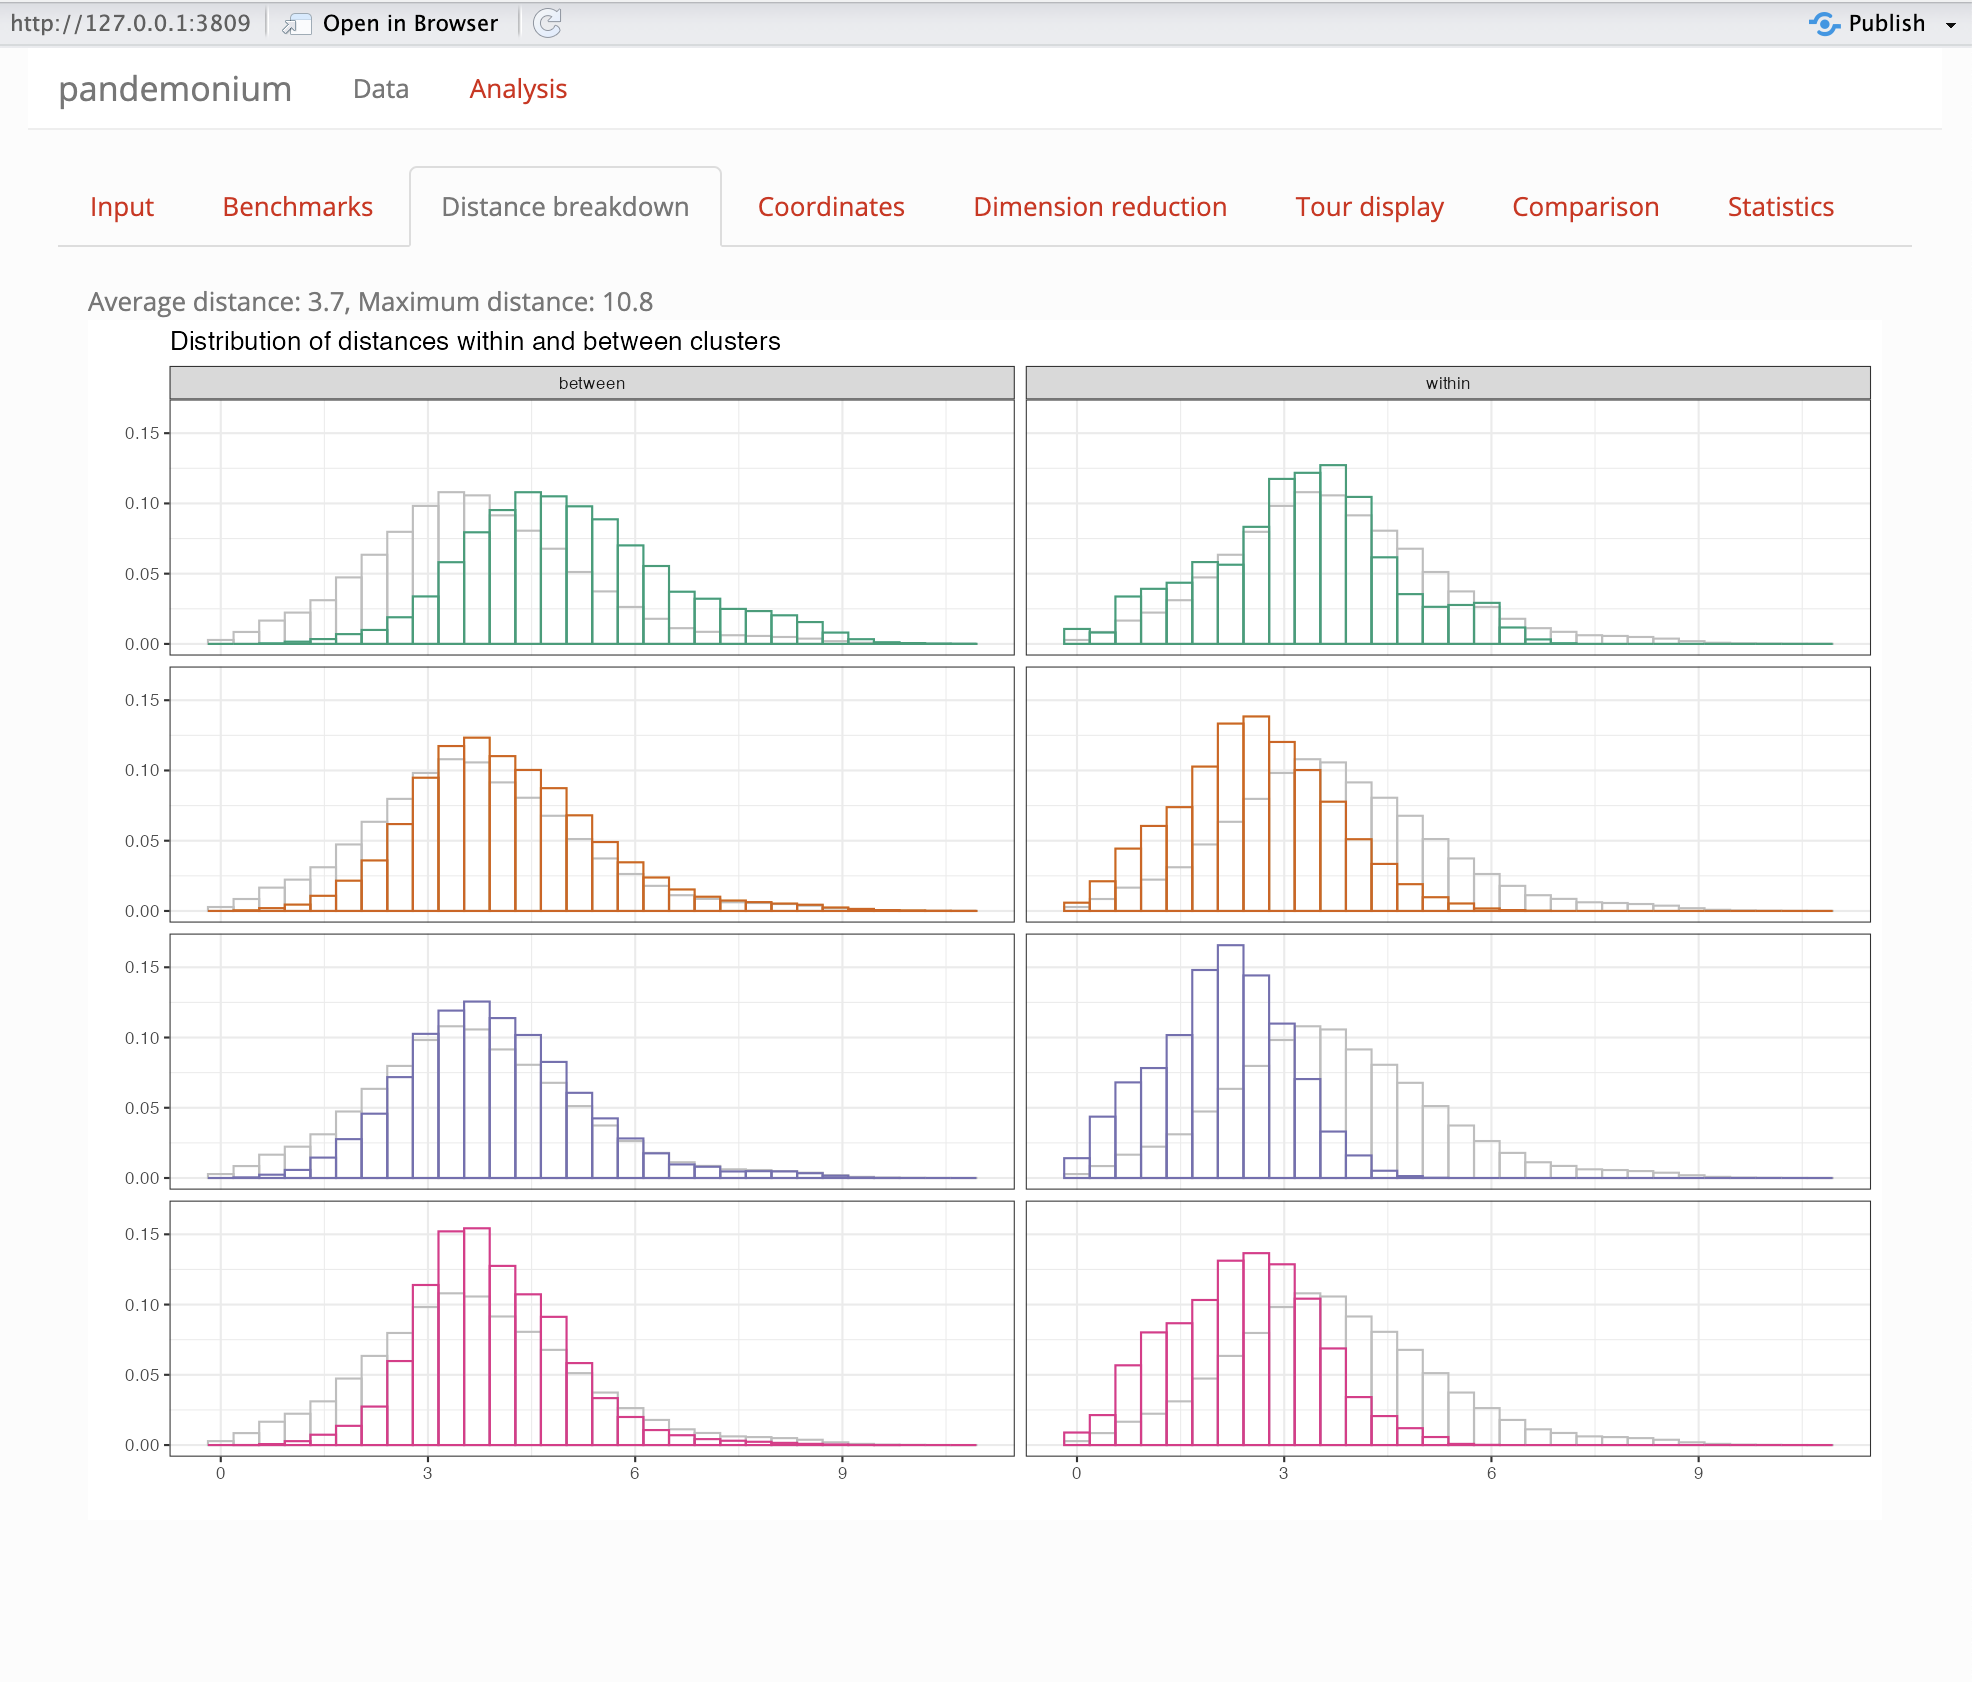 http://127.0.0.1:3809 Open in Browser Publish
pandemonium Data Analysis
Input Benchmarks Distance breakdown Coordinates Dimension reduction Tour display Comparison Statistics
Average distance: 3.7, Maximum distance: 10.8
Distribution of distances within and between clusters
between within
0.15
0.10
0.05
0.00
0.15
0.10
0.05
0.00
0.15
0.10
0.05
0.00
0.15
0.10
0.05
0.00
0 3 6 9 0 3 6 9